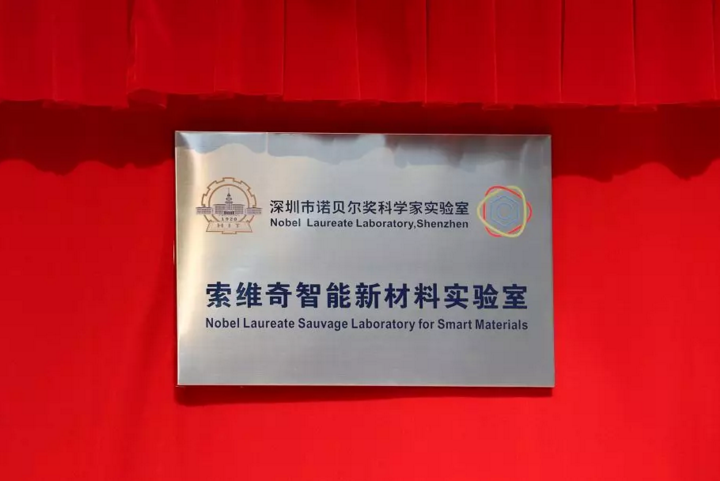 深圳市诺贝尔奖科学家实验室
Nobel Laureate Laboratory,Shenzhen
1920
H I T
索维奇智能新材料实验室
Nobel Laureate Sauvage Laboratory for Smart Materials